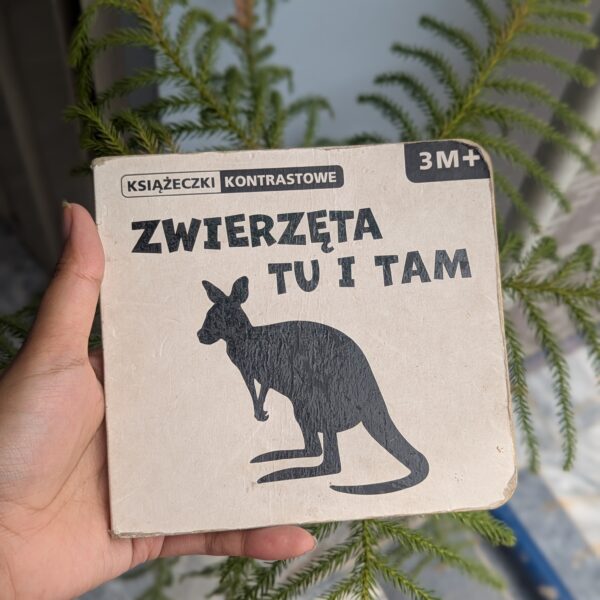 KSIĄŻECZKI KONTRASTOWE
3M+
ZWIERZĘTA
TU I TAM